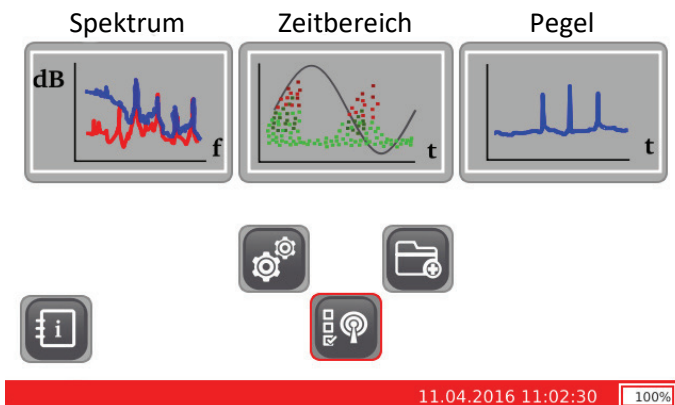 Spektrum Zeitbereich Pegel
dB
f
t
t
i
11.04.2016 11:02:30 100%